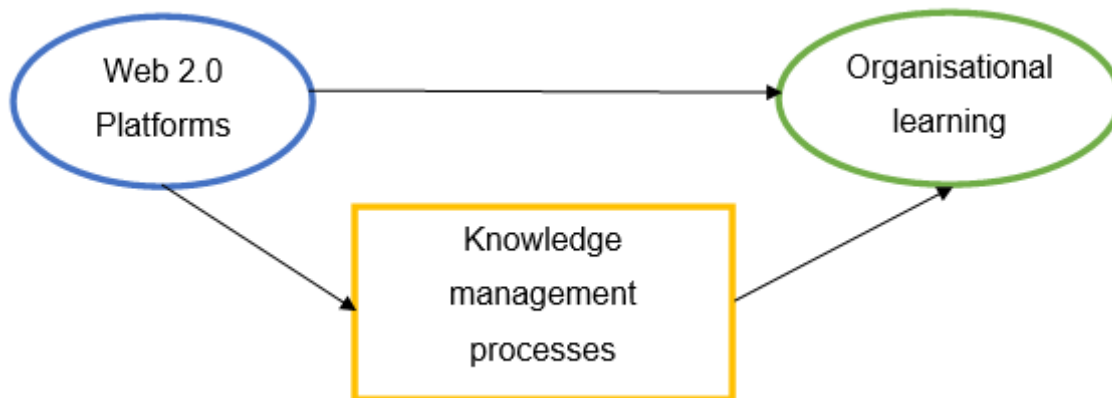 Web 2.0
Platforms
Organisational
learning
Knowledge
management
processes